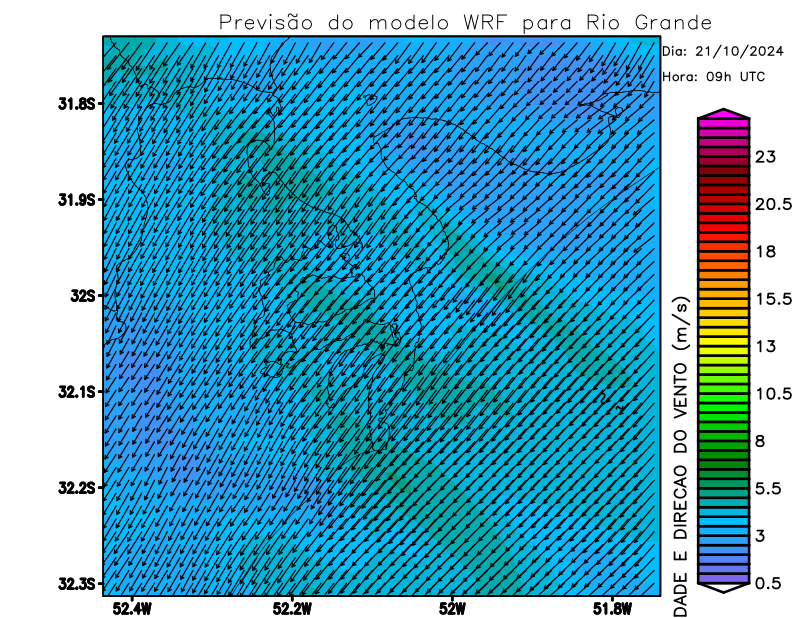 Previsão do modelo WRF para Rio Grande
Dia: 21/10/2024
Hora: 09h UTC
31.8S
31.9S
32S
32.1S
32.2S
32.3S
52.4W
52.2W
52W
51.8W
23
20.5
18
15.5
13
10.5
8
5.5
3
0.5
DADE E DIRECAO DO VENTO (m/s)